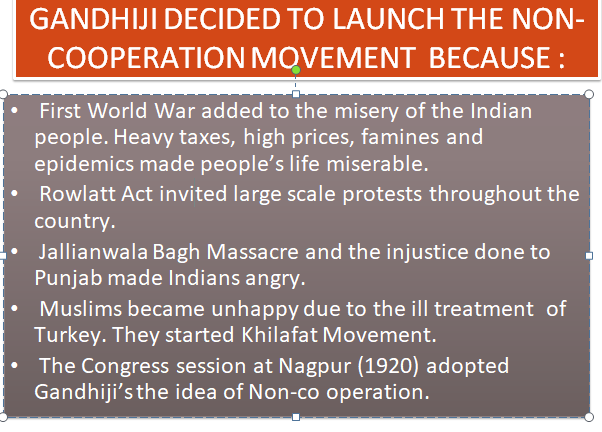 GANDHIJI DECIDED TO LAUNCH THE NON-
COOPERATION MOVEMENT BECAUSE :
• First World War added to the misery of the Indian
people. Heavy taxes, high prices, famines and
epidemics made people’s life miserable.
• Rowlatt Act invited large scale protests throughout the
country.
• Jallianwala Bagh Massacre and the injustice done to
Punjab made Indians angry.
• Muslims became unhappy due to the ill treatment of
Turkey. They started Khilafat Movement.
• The Congress session at Nagpur (1920) adopted
Gandhiji’s the idea of Non-co operation.